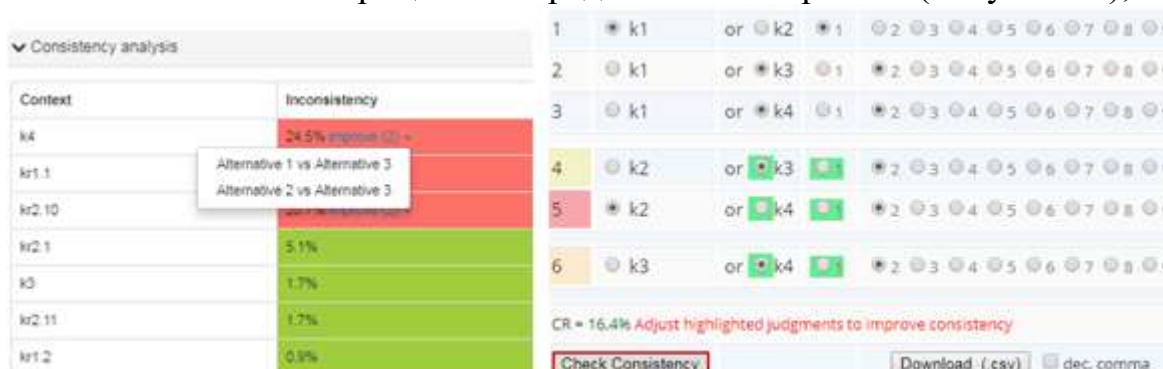 Consistency analysis
Context Inconsistency
k4 24.5% improve (2)
kr1.1
Alternative 1 vs Alternative 3
Alternative 2 vs Alternative 3
kr2.10
kr2.1 5.1%
k3 1.7%
kr2.11 1.7%
kr1.2 0.9%
1 k1 or k2 1 2 3 4 5 6 7 8
2 k1 or k3 1 2 3 4 5 6 7 8
3 k1 or k4 1 2 3 4 5 6 7 8
4 k2 or k3 1 2 3 4 5 6 7 8
5 k2 or k4 1 2 3 4 5 6 7 8
6 k3 or k4 1 2 3 4 5 6 7 8
CR = 16.4% Adjust highlighted judgments to improve consistency
Check Consistency Download (.csv) dec. comma